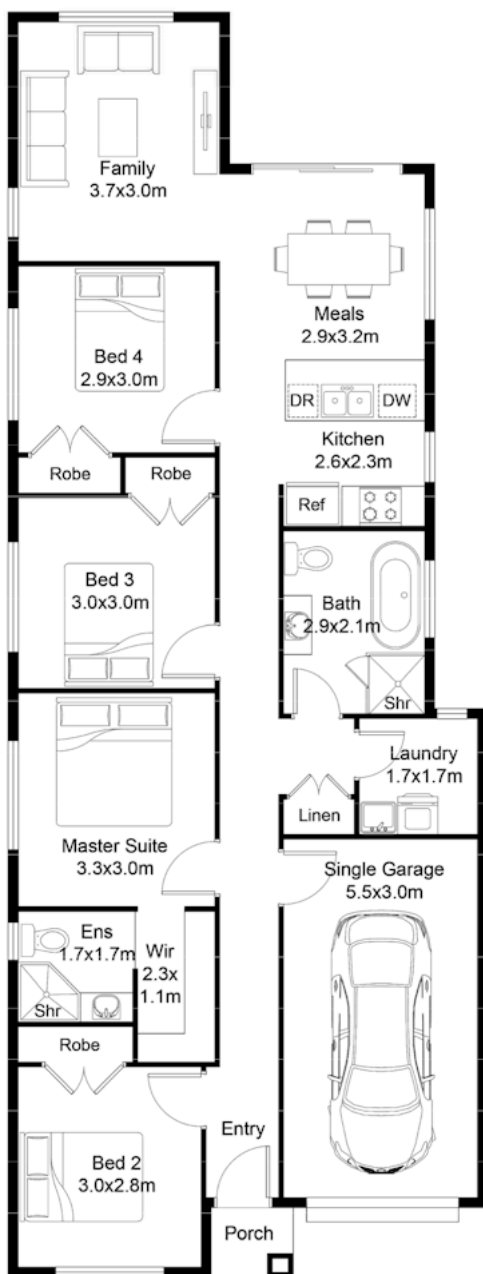 Family
3.7x3.0m
Meals
2.9x3.2m
Bed 4
2.9x3.0m
DR
DW
Kitchen
2.6x2.3m
Robe
Robe
Ref
Bed 3
3.0x3.0m
Bath
2.9x2.1m
Shr
Laundry
1.7x1.7m
Linen
Master Suite
3.3x3.0m
Single Garage
5.5x3.0m
Ens
1.7x1.7m
Wir
2.3x
1.1m
Shr
Robe
Entry
Bed 2
3.0x2.8m
Porch